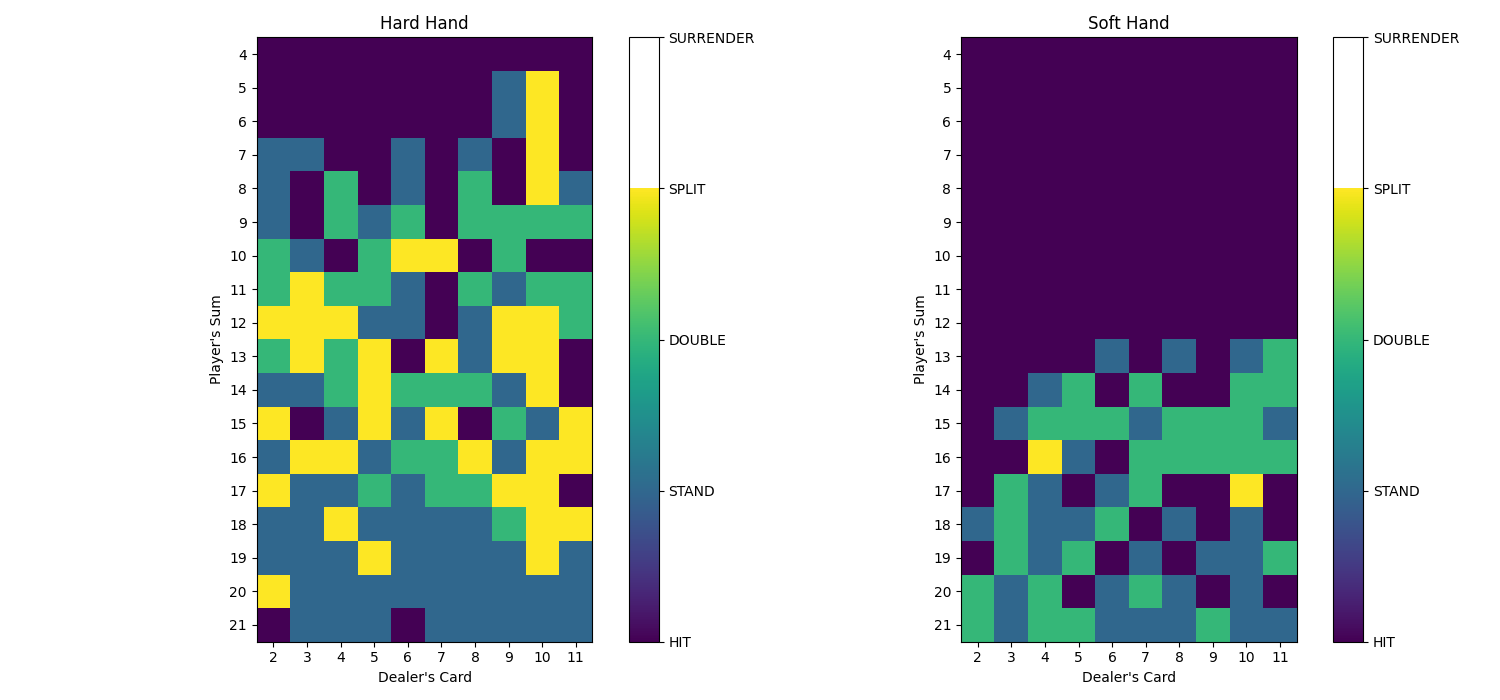 Hard Hand
Player's Sum
4
5
6
7
8
9
10
11
12
13
14
15
16
17
18
19
20
21
2 3 4 5 6 7 8 9 10 11
Dealer's Card
SURRENDER
SPLIT
DOUBLE
STAND
HIT
Soft Hand
Player's Sum
4
5
6
7
8
9
10
11
12
13
14
15
16
17
18
19
20
21
2 3 4 5 6 7 8 9 10 11
Dealer's Card
SURRENDER
SPLIT
DOUBLE
STAND
HIT